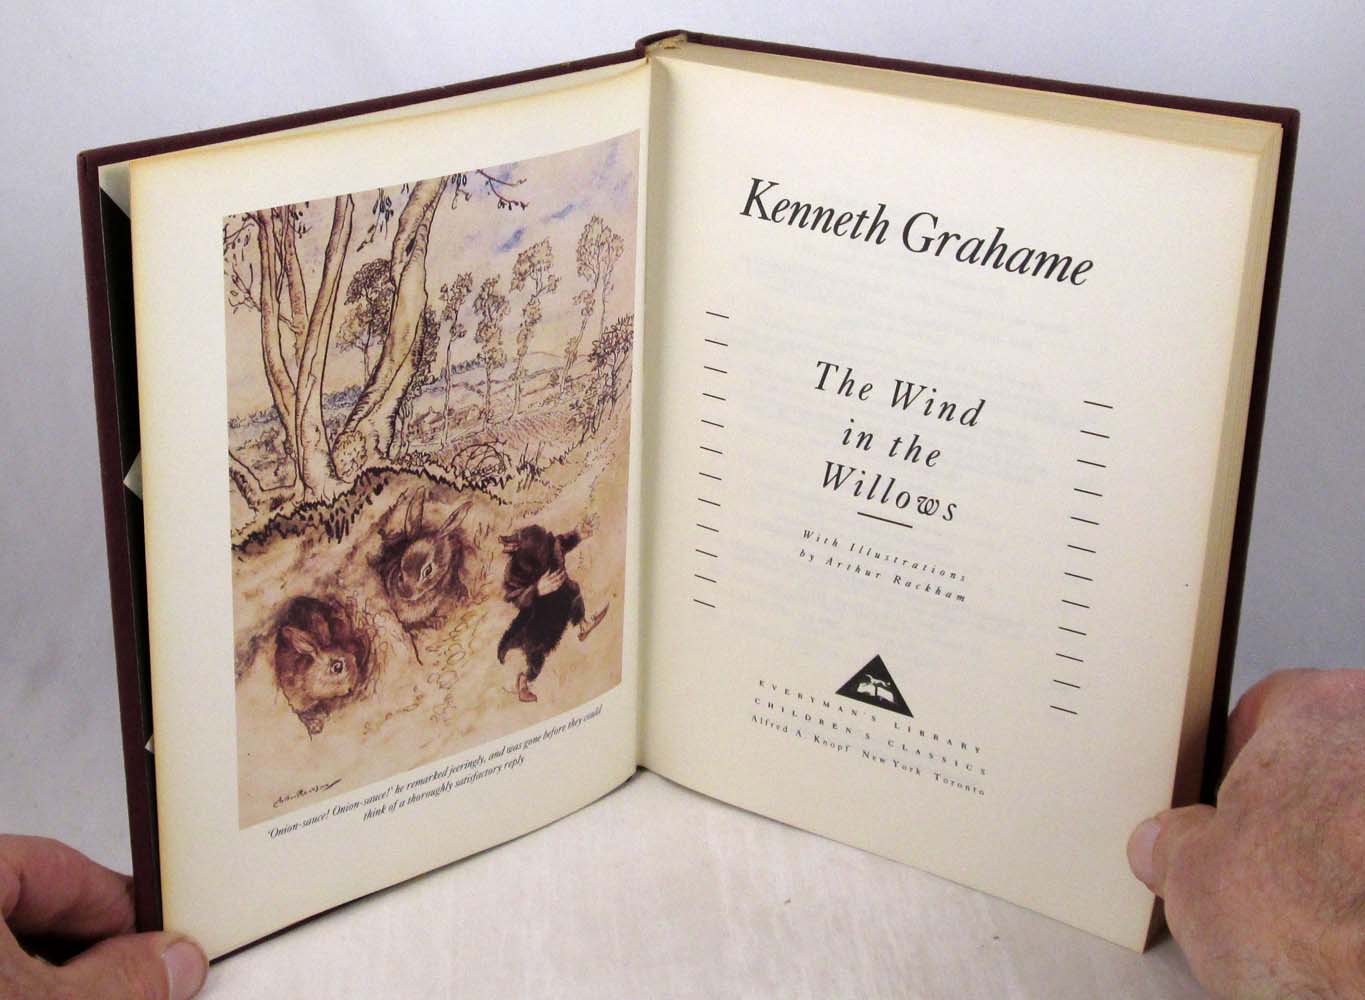 'Onion-sauce! Onion-sauce!' he remarked jeeringly, and was gone before they could
think of a thoroughly satisfactory reply
Kenneth Grahame
The Wind
in the
Willows
With Illustrations
by Arthur Rackham
EVERYMAN'S LIBRARY
CHILDREN'S CLASSICS
Alfred A. Knopf New York Toronto